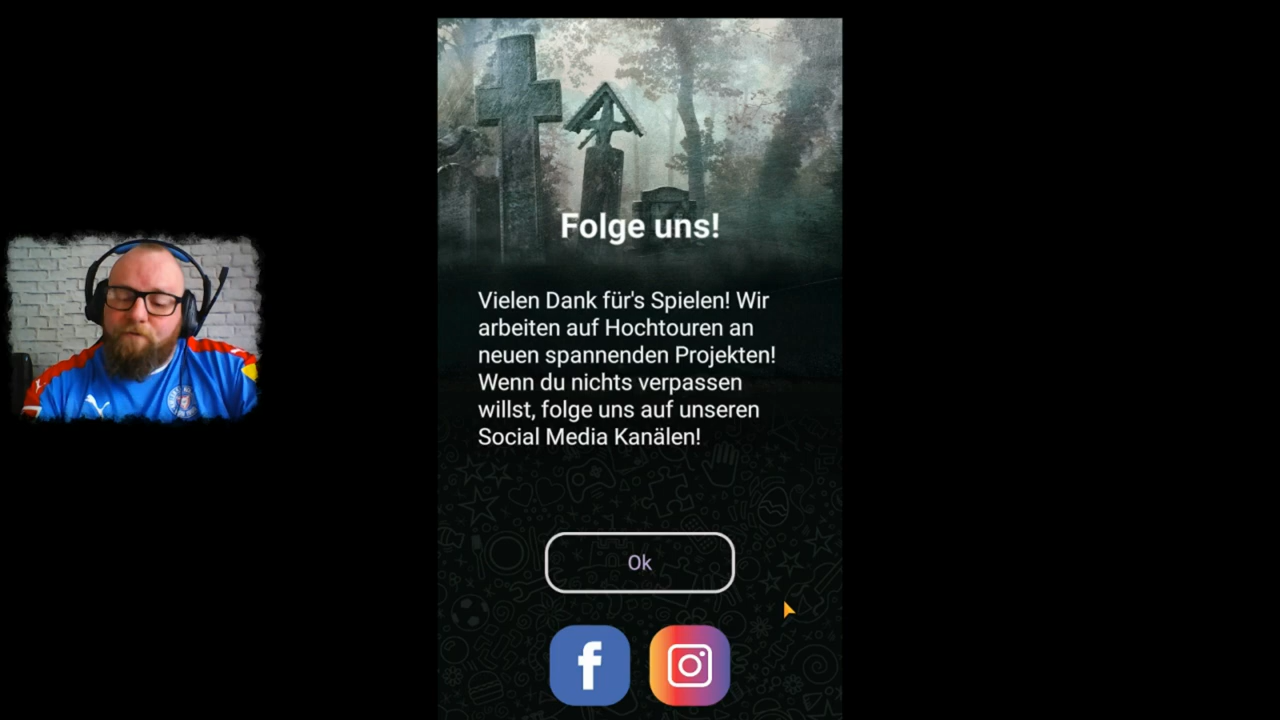 Folge uns!
Vielen Dank für's Spielen! Wir
arbeiten auf Hochtouren an
neuen spannenden Projekten!
Wenn du nichts verpassen
willst, folge uns auf unseren
Social Media Kanälen!
Ok